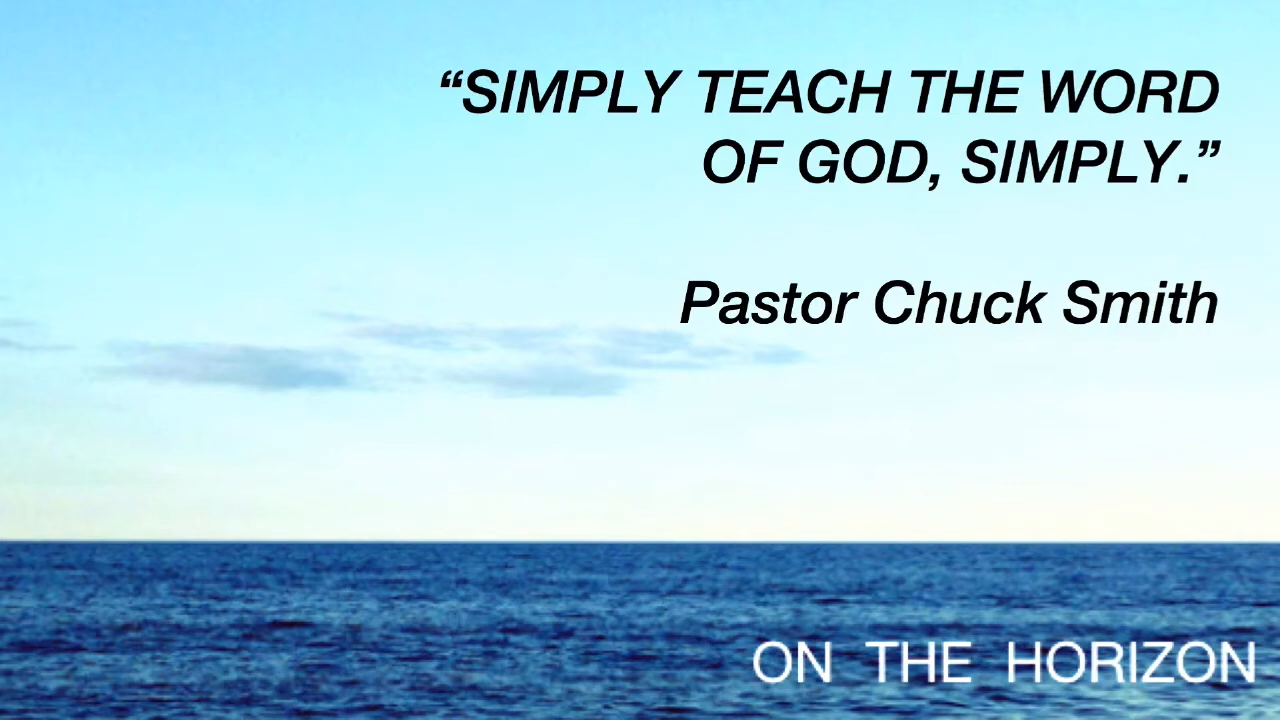 “SIMPLY TEACH THE WORD
OF GOD, SIMPLY.”
Pastor Chuck Smith
ON THE HORIZON